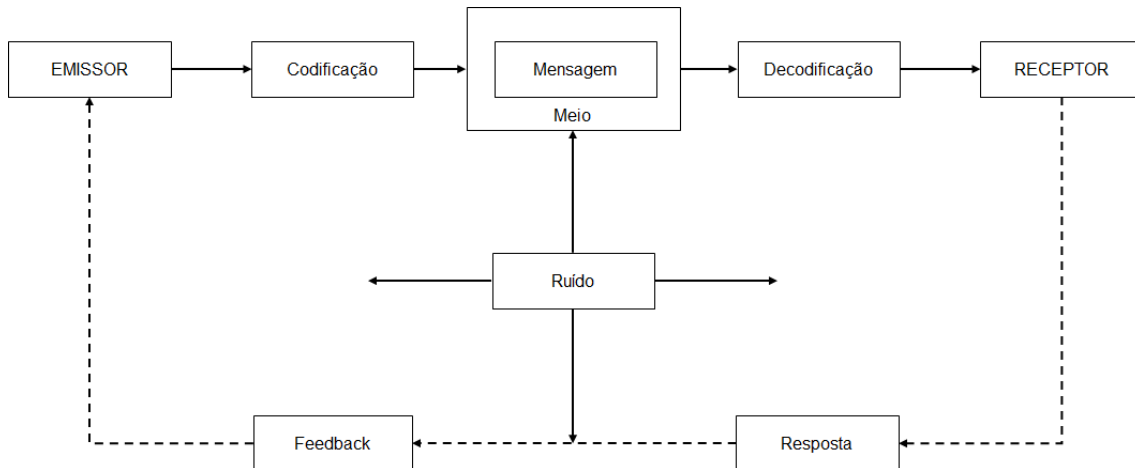 EMISSOR
Codificação
Mensagem
Meio
Decodificação
RECEPTOR
Ruído
Feedback
Resposta